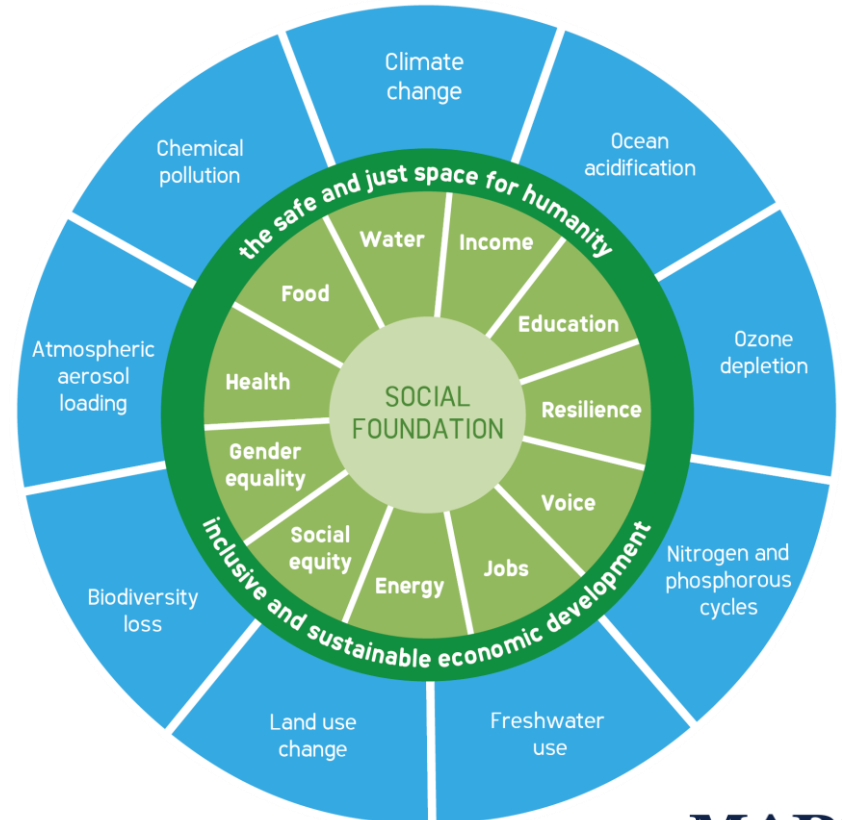 Climate
change
Ocean
acidification
Ozone
depletion
Nitrogen and
phosphorous
cycles
Freshwater
use
Land use
change
Biodiversity
loss
Atmospheric
aerosol
loading
Chemical
pollution
the safe and just space for humanity
inclusive and sustainable economic development
Water
Income
Education
Resilience
Voice
Jobs
Energy
Social
equity
Gender
equality
Health
Food
SOCIAL
FOUNDATION